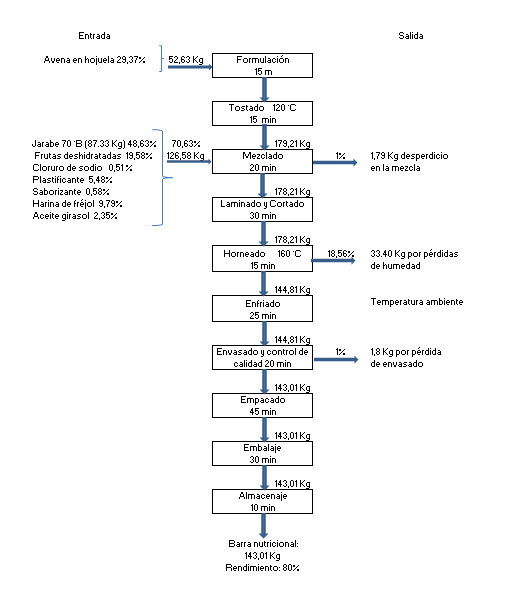 Entrada
Salida
Avena en hojuela 29,37%
52,63 Kg
Formulación
15 m
Tostado 120 °C
15 min
179,21 Kg
Jarabe 70 °B (87.33 Kg) 48,63%
Frutas deshidratadas 19,58%
Cloruro de sodio 0,51%
Plastificante 5,48%
Saborizante 0,58%
Harina de fréjol 9,79%
Aceite girasol 2,35%
70,63%
126,58 Kg
Mezclado
20 min
1%
1,79 Kg desperdicio
en la mezcla
178,21 Kg
Laminado y Cortado
30 min
178,21 Kg
Horneado 160 °C
15 min
18,56%
33.40 Kg por pérdidas
de humedad
144,81 Kg
Enfriado
25 min
Temperatura ambiente
144,81 Kg
Envasado y control de
calidad 20 min
1%
1,8 Kg por pérdida
de envasado
143,01 Kg
Empacado
45 min
143,01 Kg
Embalaje
30 min
143,01 Kg
Almacenaje
10 min
Barra nutricional:
143,01 Kg
Rendimiento: 80%